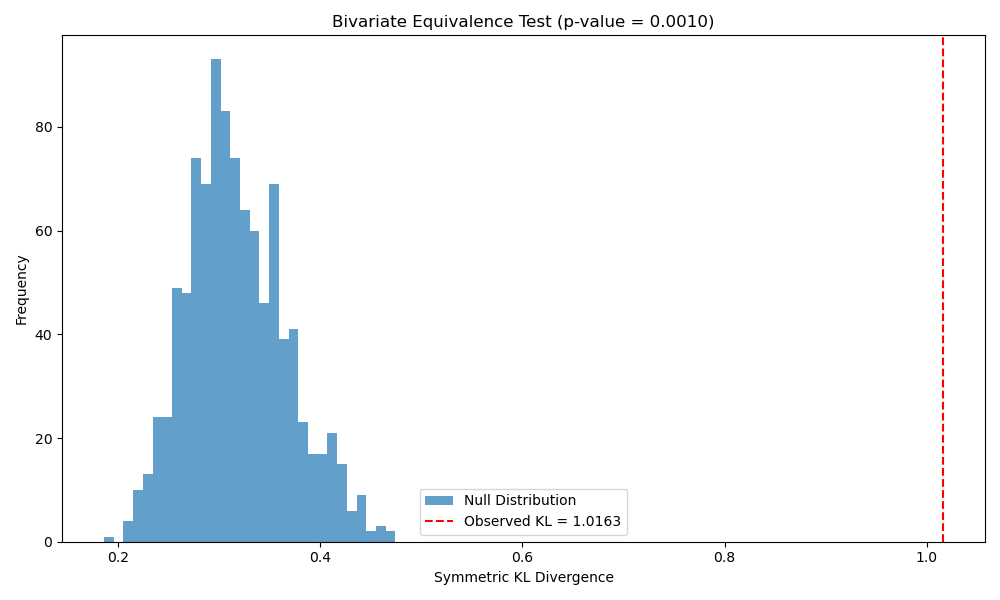 Bivariate Equivalence Test (p-value = 0.0010)
Frequency
80
60
40
20
0
0.2
0.4
0.6
0.8
1.0
Symmetric KL Divergence
Null Distribution
Observed KL = 1.0163